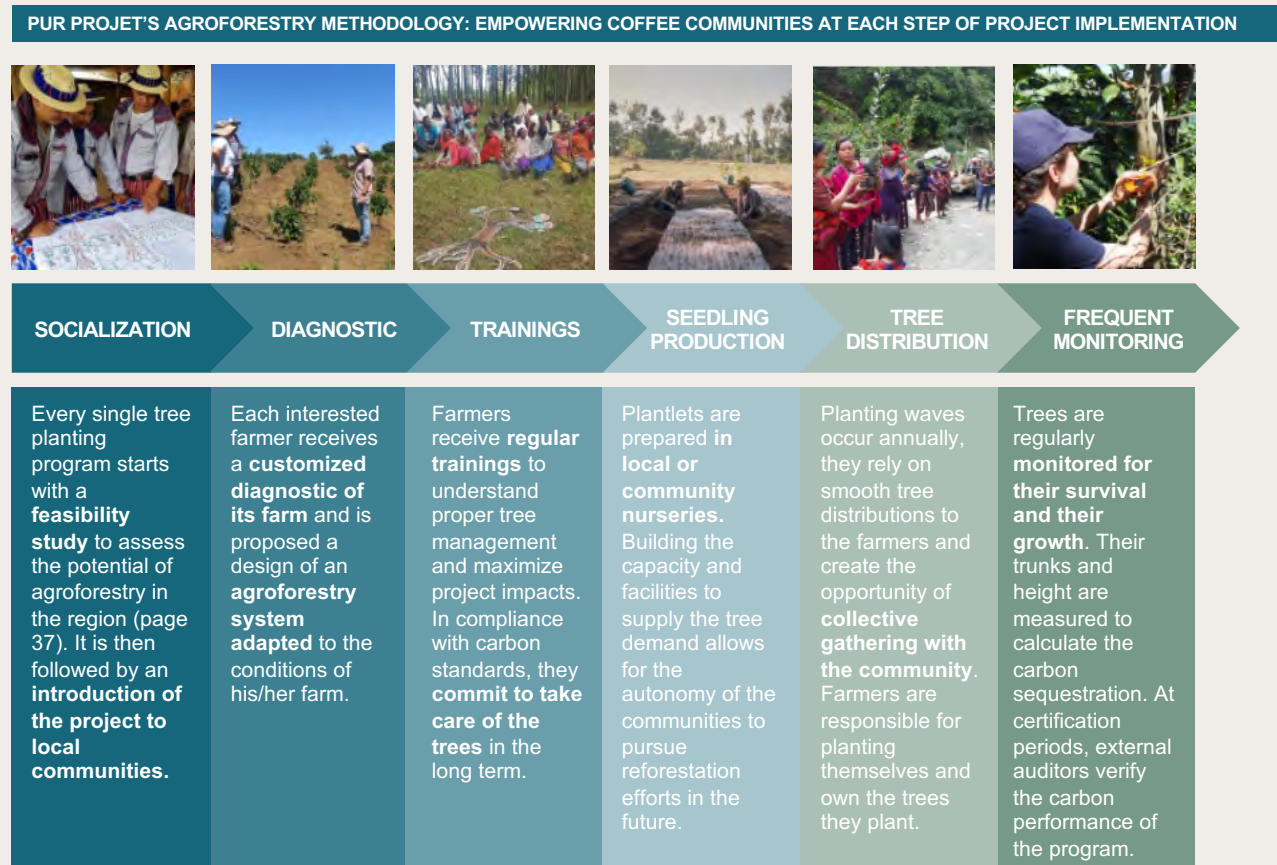 PUR PROJET'S AGROFORESTRY METHODOLOGY: EMPOWERING COFFEE COMMUNITIES AT EACH STEP OF PROJECT IMPLEMENTATION
SOCIALIZATION
DIAGNOSTIC
TRAININGS
SEEDLING
PRODUCTION
TREE
DISTRIBUTION
FREQUENT
MONITORING
Every single tree
planting
program starts
with a
feasibility
study to assess
the potential of
agroforestry in
the region (page
37). It is then
followed by an
introduction of
the project to
local
communities.
Each interested
farmer receives
a customized
diagnostic of
its farm and is
proposed a
design of an
agroforestry
system
adapted to the
conditions of
his/her farm.
Farmers
receive regular
trainings to
understand
proper tree
management
and maximize
project impacts.
In compliance
with carbon
standards, they
commit to take
care of the
trees in the
long term.
Plantlets are
prepared in
local or
community
nurseries.
Building the
capacity and
facilities to
supply the tree
demand allows
for the
autonomy of the
communities to
pursue
reforestation
efforts in the
future.
Planting waves
occur annually,
they rely on
smooth tree
distributions to
the farmers and
create the
opportunity of
collective
gathering with
the community.
Farmers are
responsible for
planting
themselves and
own the trees
they plant.
Trees are
regularly
monitored for
their survival
and their
growth. Their
trunks and
height are
measured to
calculate the
carbon
sequestration. At
certification
periods, external
auditors verify
the carbon
performance of
the program.